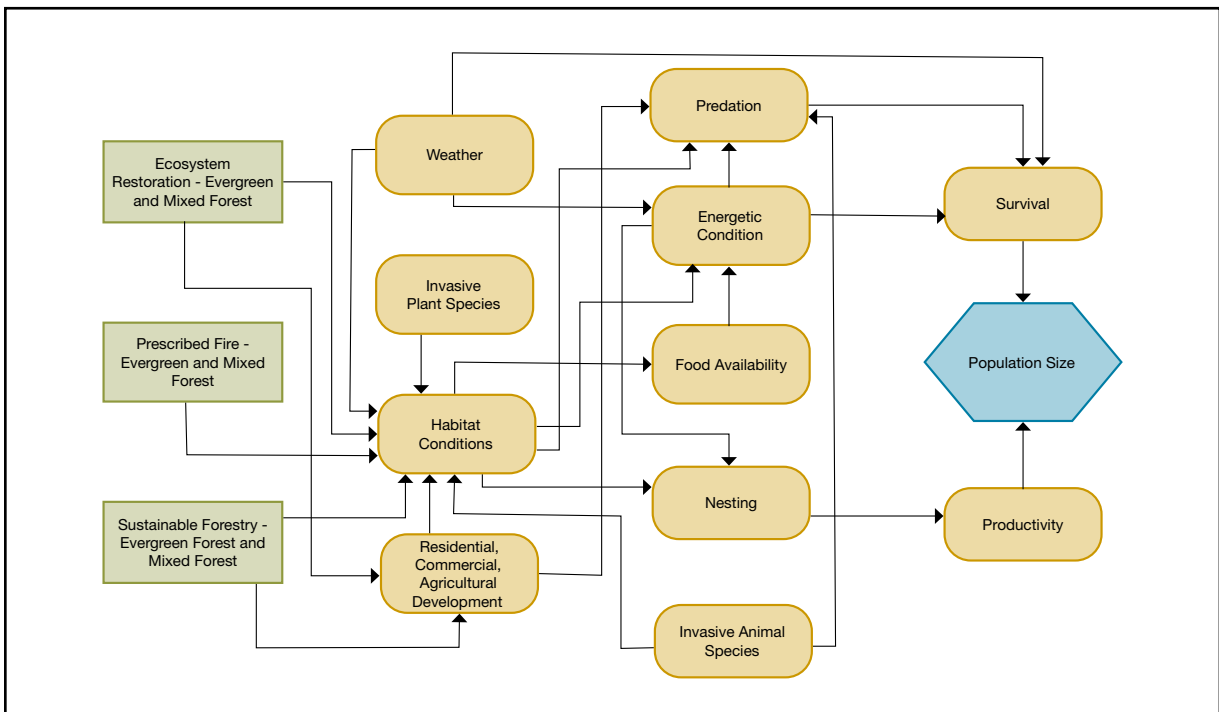 Ecosystem
Restoration - Evergreen
and Mixed Forest
Prescribed Fire -
Evergreen and Mixed
Forest
Sustainable Forestry -
Evergreen Forest and
Mixed Forest
Weather
Invasive
Plant Species
Habitat
Conditions
Residential,
Commercial,
Agricultural
Development
Predation
Energetic
Condition
Food Availability
Nesting
Invasive Animal
Species
Survival
Population Size
Productivity